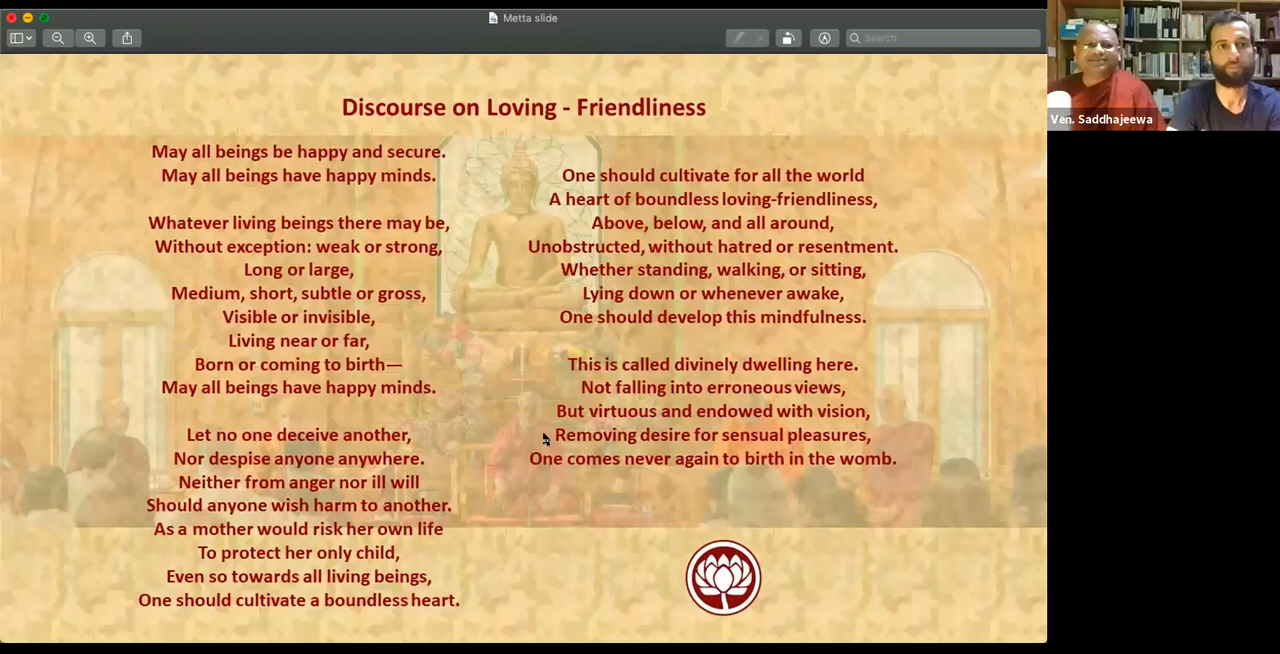 Metta slide
Search
Ven. Saddhajeewa
Discourse on Loving - Friendliness
May all beings be happy and secure.
May all beings have happy minds.
Whatever living beings there may be,
Without exception: weak or strong,
Long or large,
Medium, short, subtle or gross,
Visible or invisible,
Living near or far,
Born or coming to birth—
May all beings have happy minds.
Let no one deceive another,
Nor despise anyone anywhere.
Neither from anger nor ill will
Should anyone wish harm to another.
As a mother would risk her own life
To protect her only child,
Even so towards all living beings,
One should cultivate a boundless heart.
One should cultivate for all the world
A heart of boundless loving-friendliness,
Above, below, and all around,
Unobstructed, without hatred or resentment.
Whether standing, walking, or sitting,
Lying down or whenever awake,
One should develop this mindfulness.
This is called divinely dwelling here.
Not falling into erroneous views,
But virtuous and endowed with vision,
Removing desire for sensual pleasures,
One comes never again to birth in the womb.